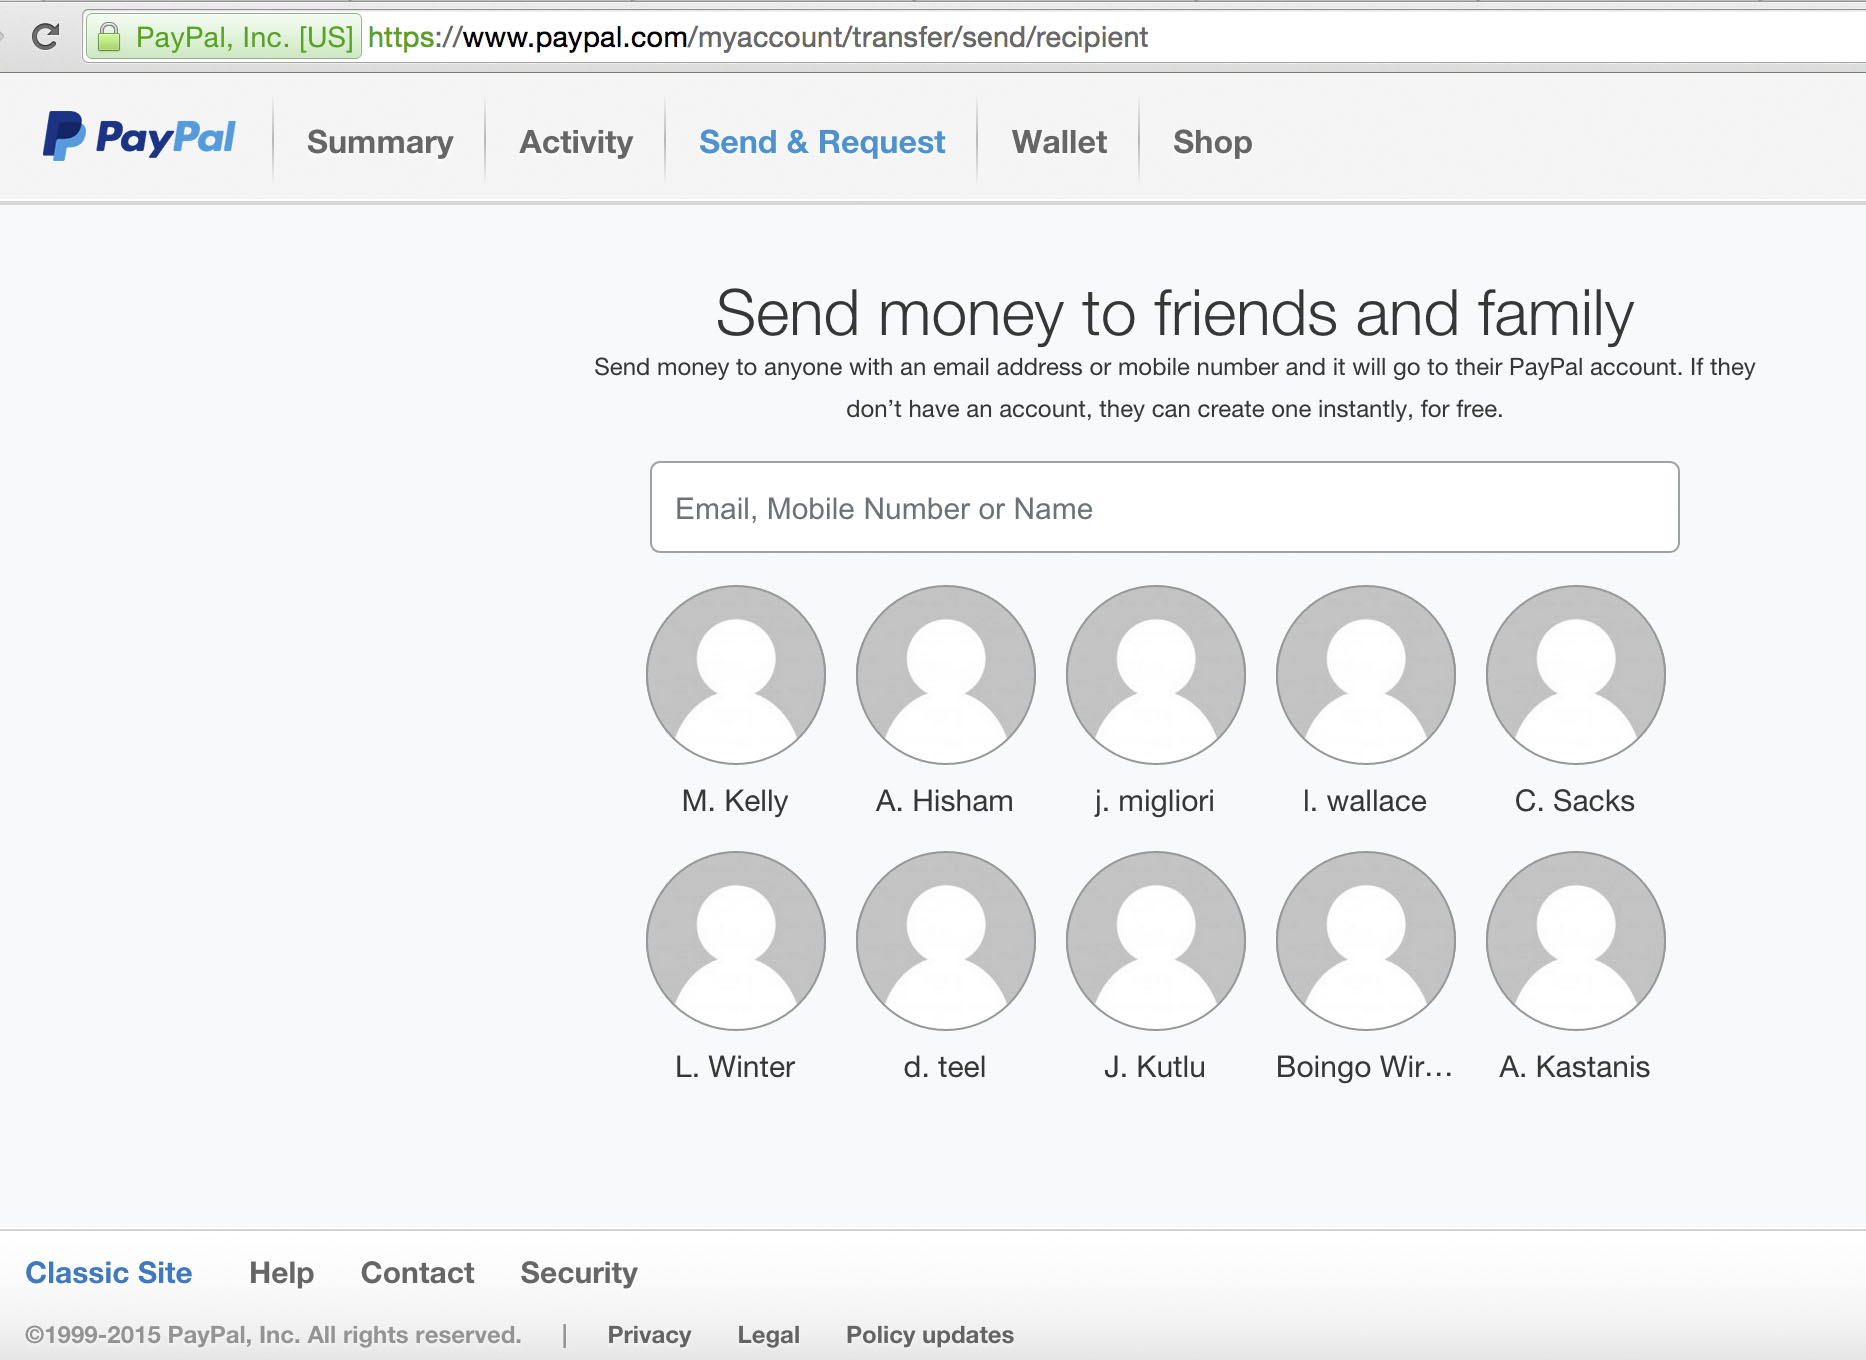 PayPal, Inc. [US] https://www.paypal.com/myaccount/transfer/send/recipient
PayPal Summary Activity Send & Request Wallet Shop
Send money to friends and family
Send money to anyone with an email address or mobile number and it will go to their PayPal account. If they
don’t have an account, they can create one instantly, for free.
Email, Mobile Number or Name
M. Kelly A. Hisham j. migliori l. wallace C. Sacks
L. Winter d. teel J. Kutlu Boingo Wir... A. Kastanis
Classic Site Help Contact Security
©1999-2015 PayPal, Inc. All rights reserved. | Privacy Legal Policy updates